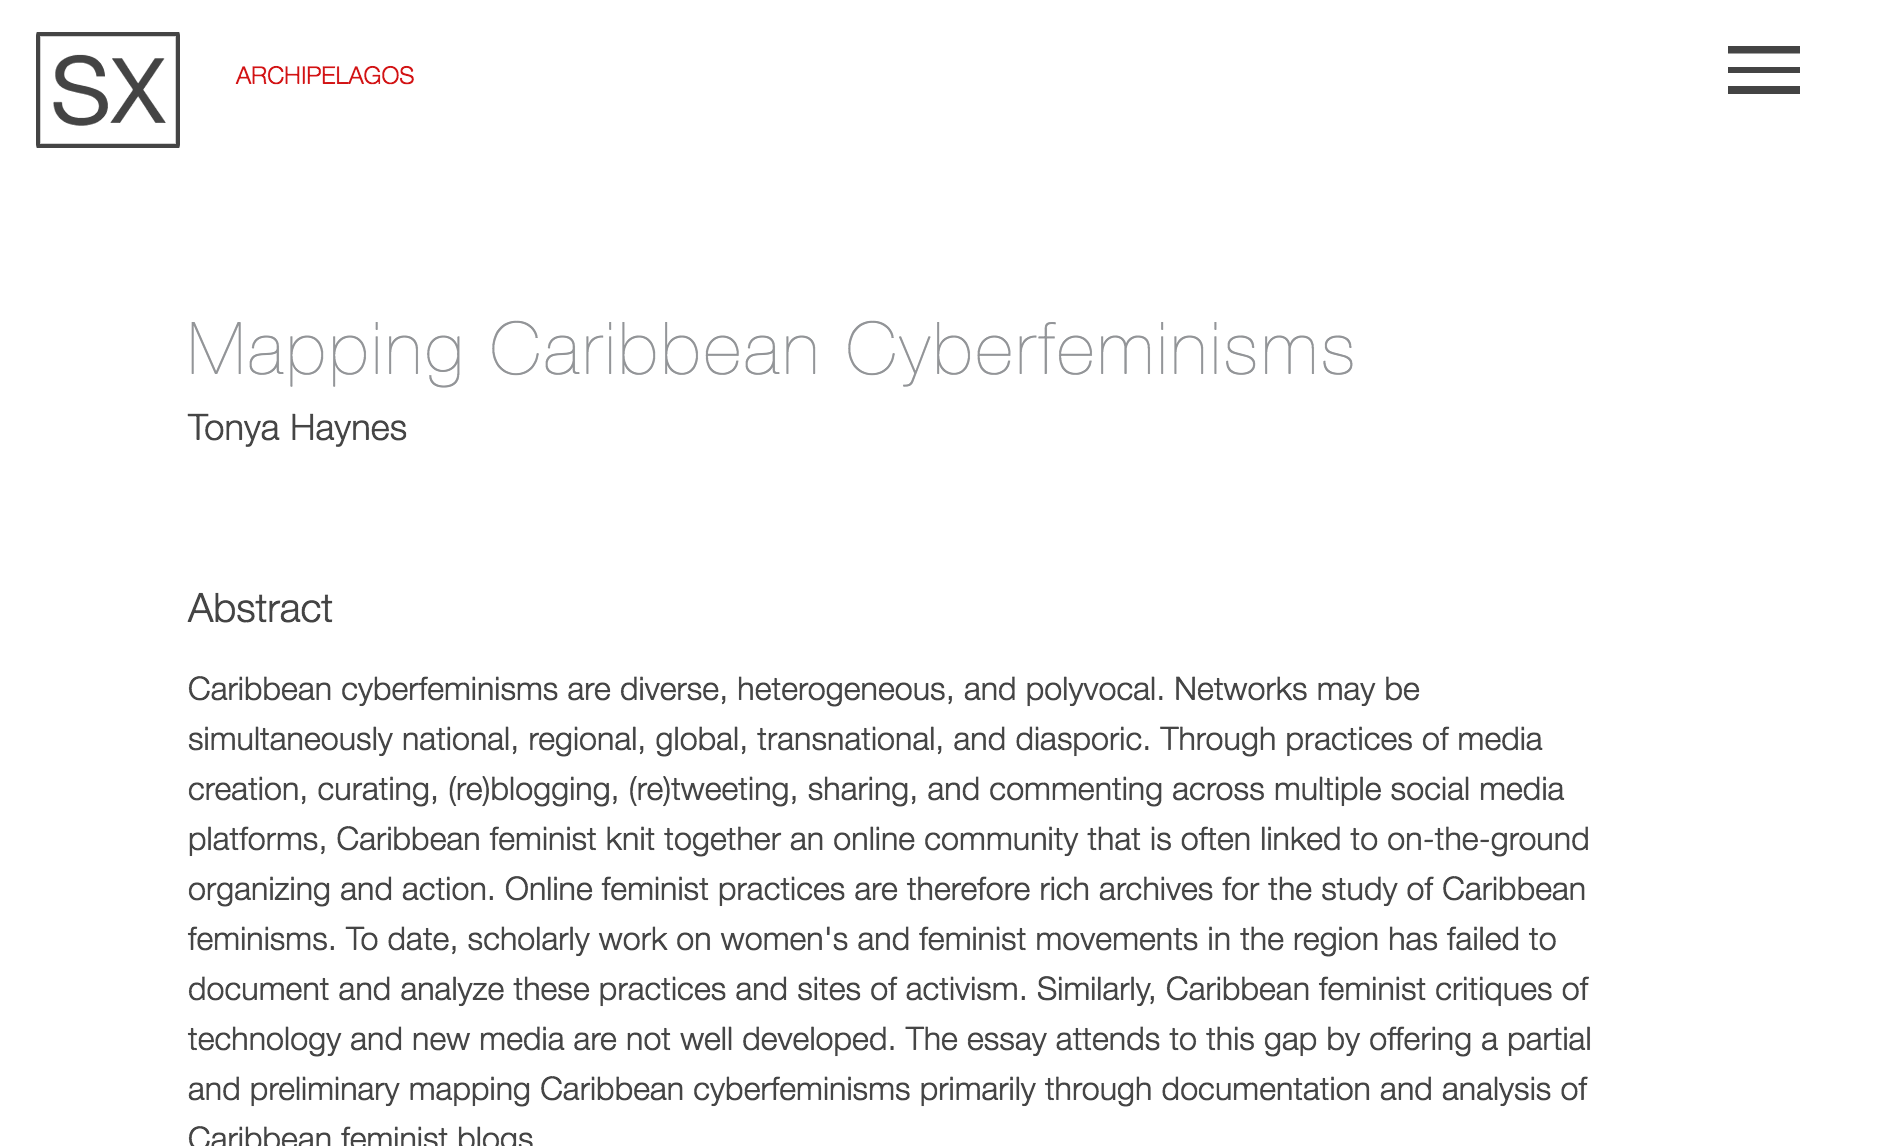 SX
ARCHIPELAGOS
Mapping Caribbean Cyberfeminisms
Tonya Haynes
Abstract
Caribbean cyberfeminisms are diverse, heterogeneous, and polyvocal. Networks may be
simultaneously national, regional, global, transnational, and diasporic. Through practices of media
creation, curating, (re)blogging, (re)tweeting, sharing, and commenting across multiple social media
platforms, Caribbean feminist knit together an online community that is often linked to on-the-ground
organizing and action. Online feminist practices are therefore rich archives for the study of Caribbean
feminisms. To date, scholarly work on women's and feminist movements in the region has failed to
document and analyze these practices and sites of activism. Similarly, Caribbean feminist critiques of
technology and new media are not well developed. The essay attends to this gap by offering a partial
and preliminary mapping Caribbean cyberfeminisms primarily through documentation and analysis of
Caribbean feminist blogs.